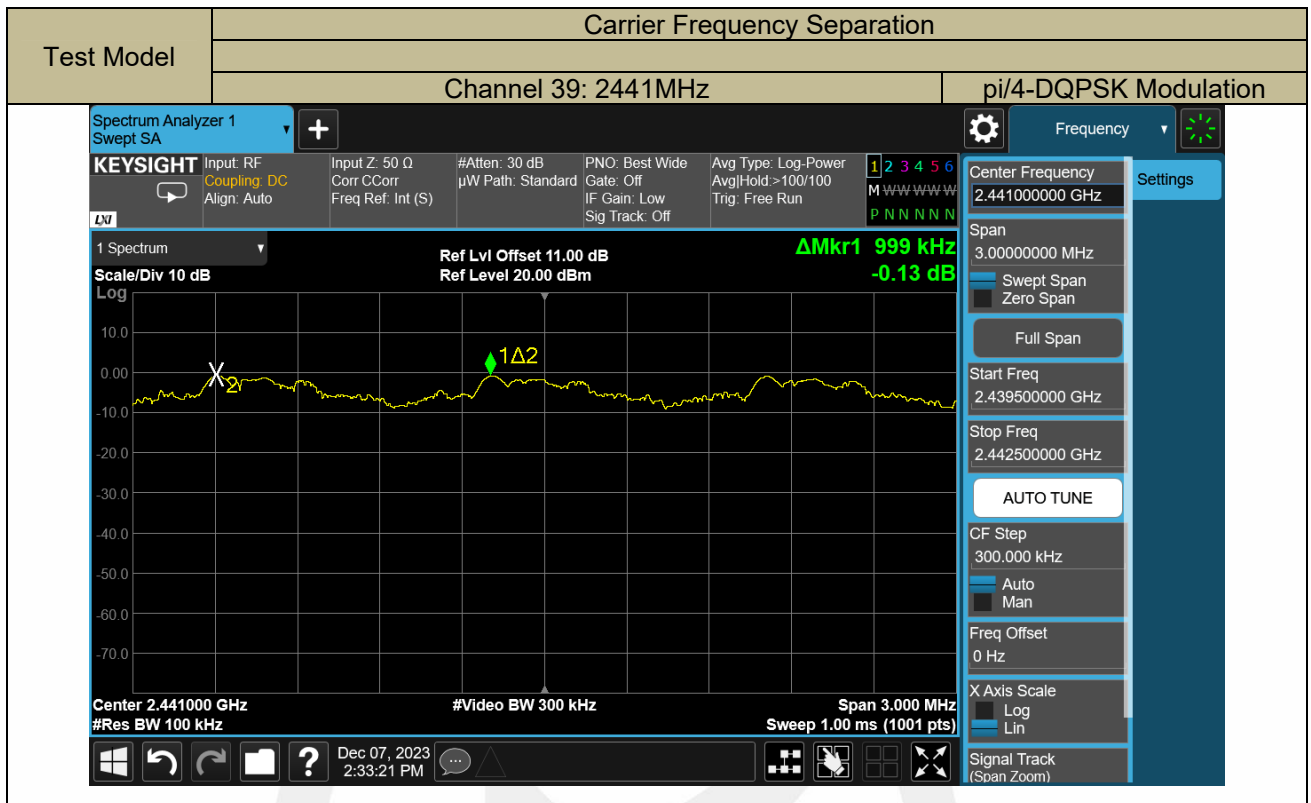 Test Model
Carrier Frequency Separation
Channel 39: 2441MHz
pi/4-DQPSK Modulation
Spectrum Analyzer 1
Swept SA
Frequency
KEYSIGHT
LXI
Input: RF
Coupling: DC
Align: Auto
Input Z: 50 Ω
Corr CCorr
Freq Ref: Int (S)
#Atten: 30 dB
µW Path: Standard
PNO: Best Wide
Gate: Off
IF Gain: Low
Sig Track: Off
Avg Type: Log-Power
Avg|Hold:>100/100
Trig: Free Run
1 2 3 4 5 6
M W W W W W
P N N N N N
1 Spectrum
Scale/Div 10 dB
Log
Ref Lvl Offset 11.00 dB
Ref Level 20.00 dBm
ΔMkr1 999 kHz
-0.13 dB
10.0
0.00
-10.0
-20.0
-30.0
-40.0
-50.0
-60.0
-70.0
X2
1Δ2
Center 2.441000 GHz
#Res BW 100 kHz
#Video BW 300 kHz
Span 3.000 MHz
Sweep 1.00 ms (1001 pts)
Center Frequency
2.441000000 GHz
Span
3.00000000 MHz
Swept Span
Zero Span
Full Span
Start Freq
2.439500000 GHz
Stop Freq
2.442500000 GHz
AUTO TUNE
CF Step
300.000 kHz
Auto
Man
Freq Offset
0 Hz
X Axis Scale
Log
Lin
Signal Track
(Span Zoom)
Settings
?
Dec 07, 2023
2:33:21 PM